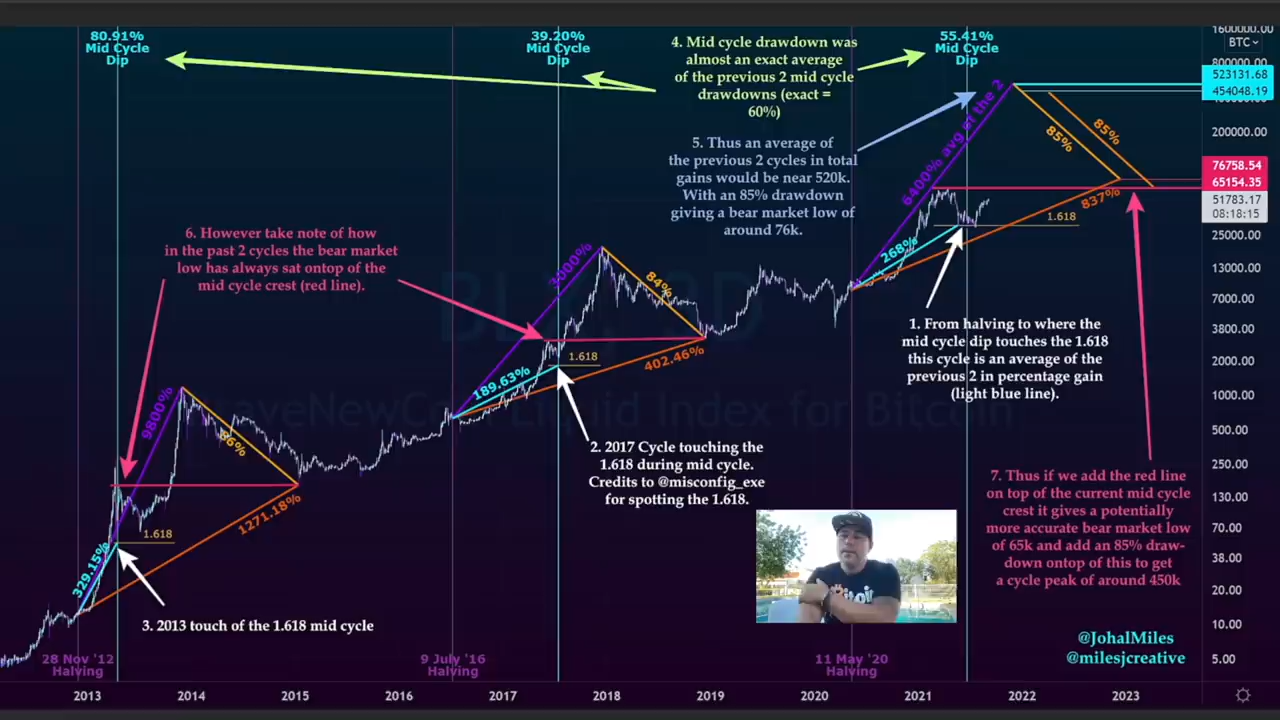 80.91%
Mid Cycle
Dip
39.20%
Mid Cycle
Dip
4. Mid cycle drawdown was
almost an exact average
of the previous 2 mid cycle
drawdowns (exact =
60%)
55.41%
Mid Cycle
Dip
5. Thus an average of
the previous 2 cycles in total
gains would be near 520k.
With an 85% drawdown
giving a bear market low of
around 76k.
6. However take note of how
in the past 2 cycles the bear market
low has always sat ontop of the
mid cycle crest (red line).
1. From halving to where the
mid cycle dip touches the 1.618
this cycle is an average of the
previous 2 in percentage gain
(light blue line).
2. 2017 Cycle touching the
1.618 during mid cycle.
Credits to @misconfig_exe
for spotting the 1.618.
3. 2013 touch of the 1.618 mid cycle
7. Thus if we add the red line
on top of the current mid cycle
crest it gives a potentially
more accurate bear market low
of 65k and add an 85% draw-
down ontop of this to get
a cycle peak of around 450k
@JohalMiles
@milesjcreative
9800%
86%
329.15%
1271.18%
1.618
3000%
84%
189.63%
402.46%
1.618
6400% avg of the 2
85%
85%
268%
837%
1.618
BLX, 3D
BraveNewCoin Liquid Index for Bitcoin
28 Nov '12
Halving
9 July '16
Halving
11 May '20
Halving
2013 2014 2015 2016 2017 2018 2019 2020 2021 2022 2023
1600000.00
BTC
800000.00
523131.68
454048.19
200000.00
76758.54
65154.35
51783.17
08:18:15
25000.00
13000.00
7000.00
3800.00
2000.00
1000.00
500.00
250.00
130.00
70.00
38.00
20.00
10.00
5.00